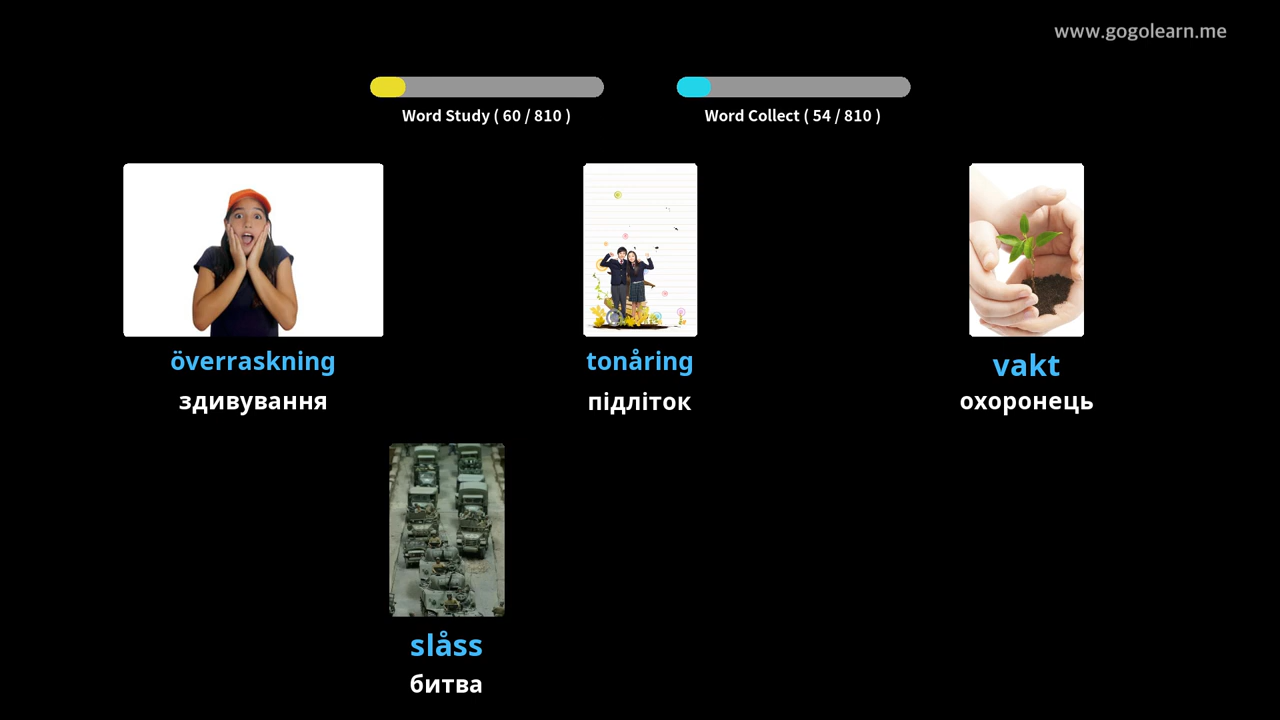 www.gogolearn.me
Word Study ( 60 / 810 )
Word Collect ( 54 / 810 )
överraskning
tonåring
vakt
здивування
підліток
охоронець
slåss
битва